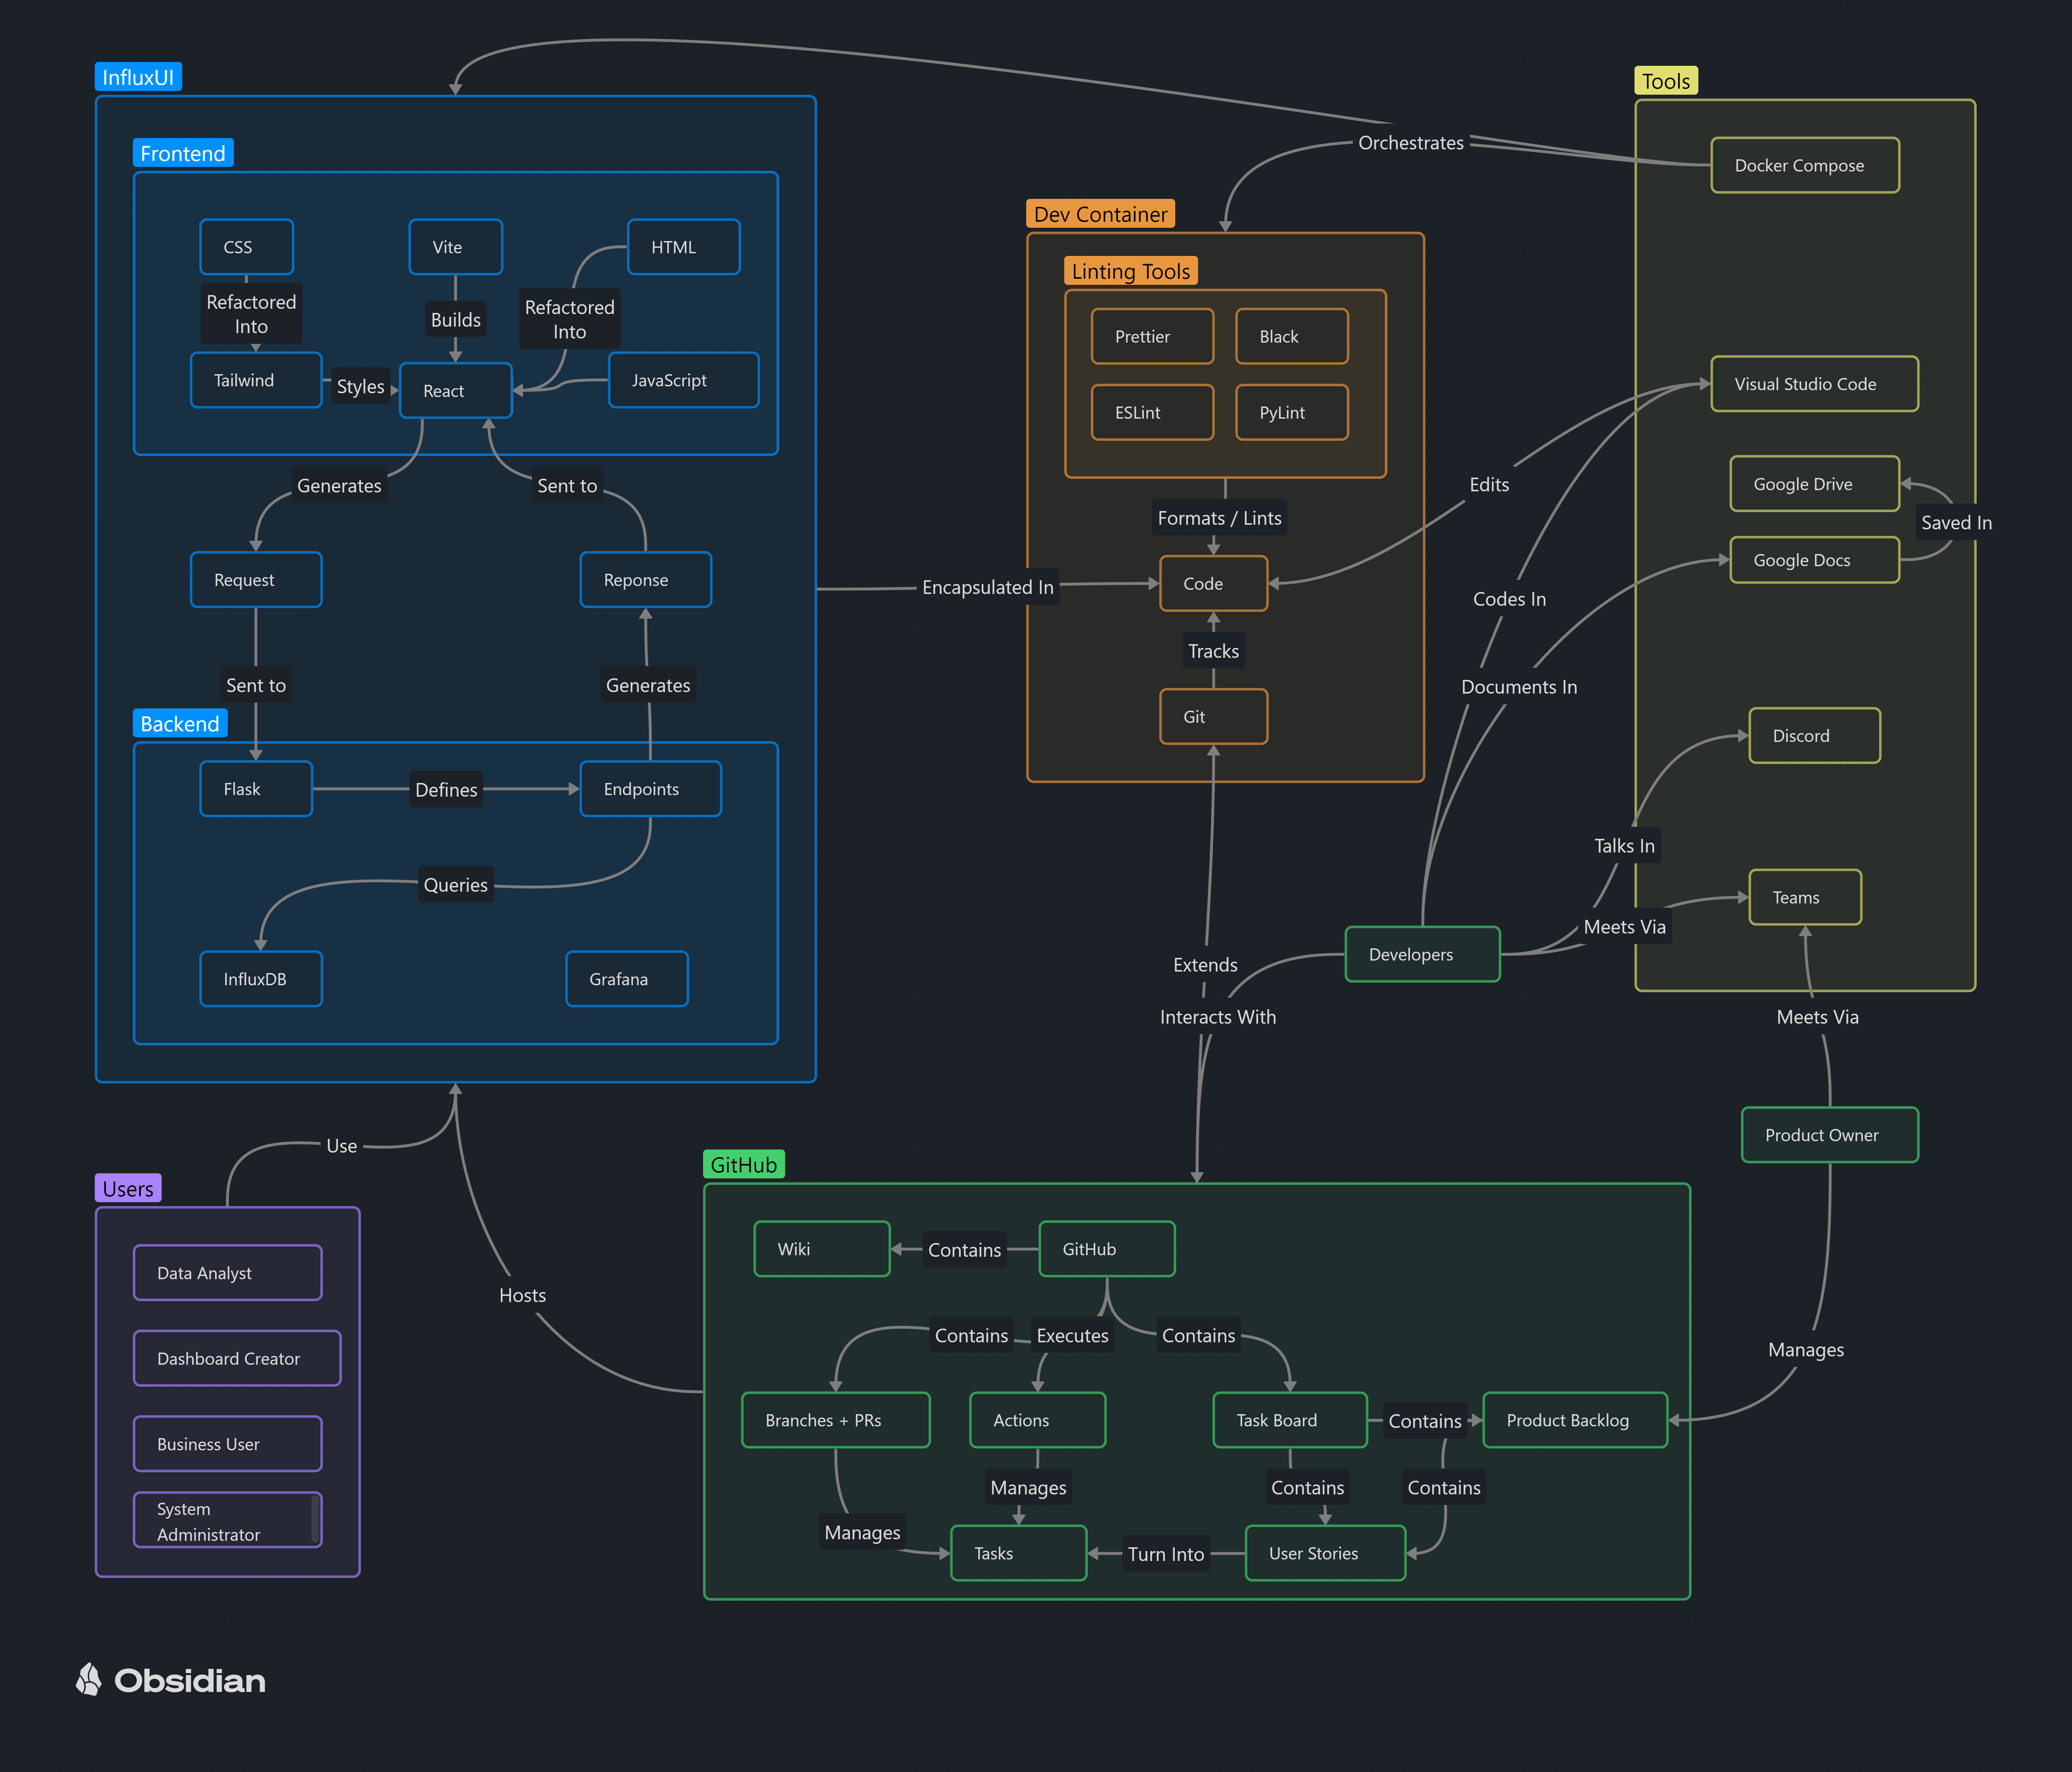 InfluxUI
Frontend
CSS
Vite
HTML
Refactored
Into
Builds
Refactored
Into
Tailwind
Styles
React
JavaScript
Generates
Sent to
Request
Reponse
Sent to
Generates
Backend
Flask
Defines
Endpoints
Queries
InfluxDB
Grafana
Encapsulated In
Orchestrates
Dev Container
Linting Tools
Prettier
Black
ESLint
PyLint
Formats / Lints
Code
Tracks
Git
Tools
Docker Compose
Visual Studio Code
Google Drive
Saved In
Google Docs
Discord
Teams
Edits
Codes In
Documents In
Talks In
Meets Via
Developers
Extends
Interacts With
Meets Via
Product Owner
Manages
Use
Users
Data Analyst
Dashboard Creator
Business User
System
Administrator
Hosts
GitHub
Wiki
Contains
GitHub
Contains
Executes
Contains
Branches + PRs
Actions
Task Board
Contains
Product Backlog
Manages
Contains
Contains
Manages
Tasks
Turn Into
User Stories
Obsidian